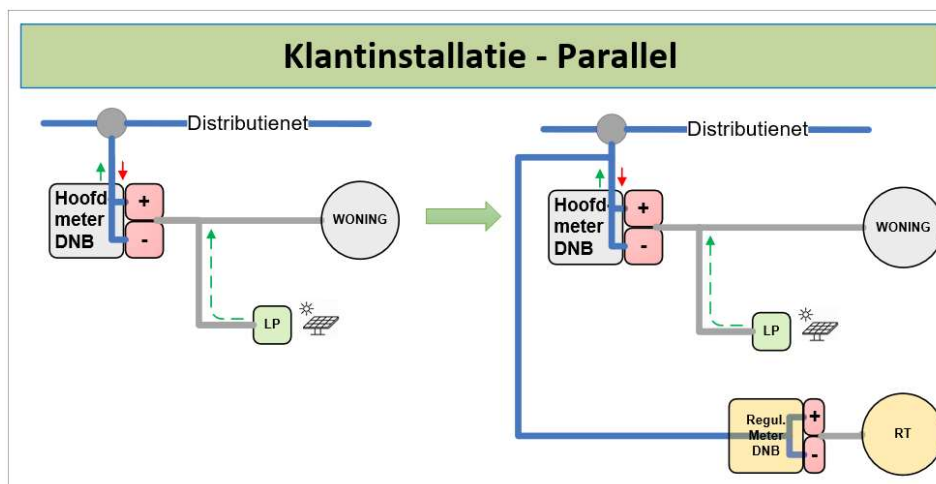 Klantinstallatie - Parallel
Distributienet
Hoofd-
meter
DNB
+
-
WONING
LP
Distributienet
Hoofd-
meter
DNB
+
-
WONING
LP
Regul.
Meter
DNB
+
-
RT